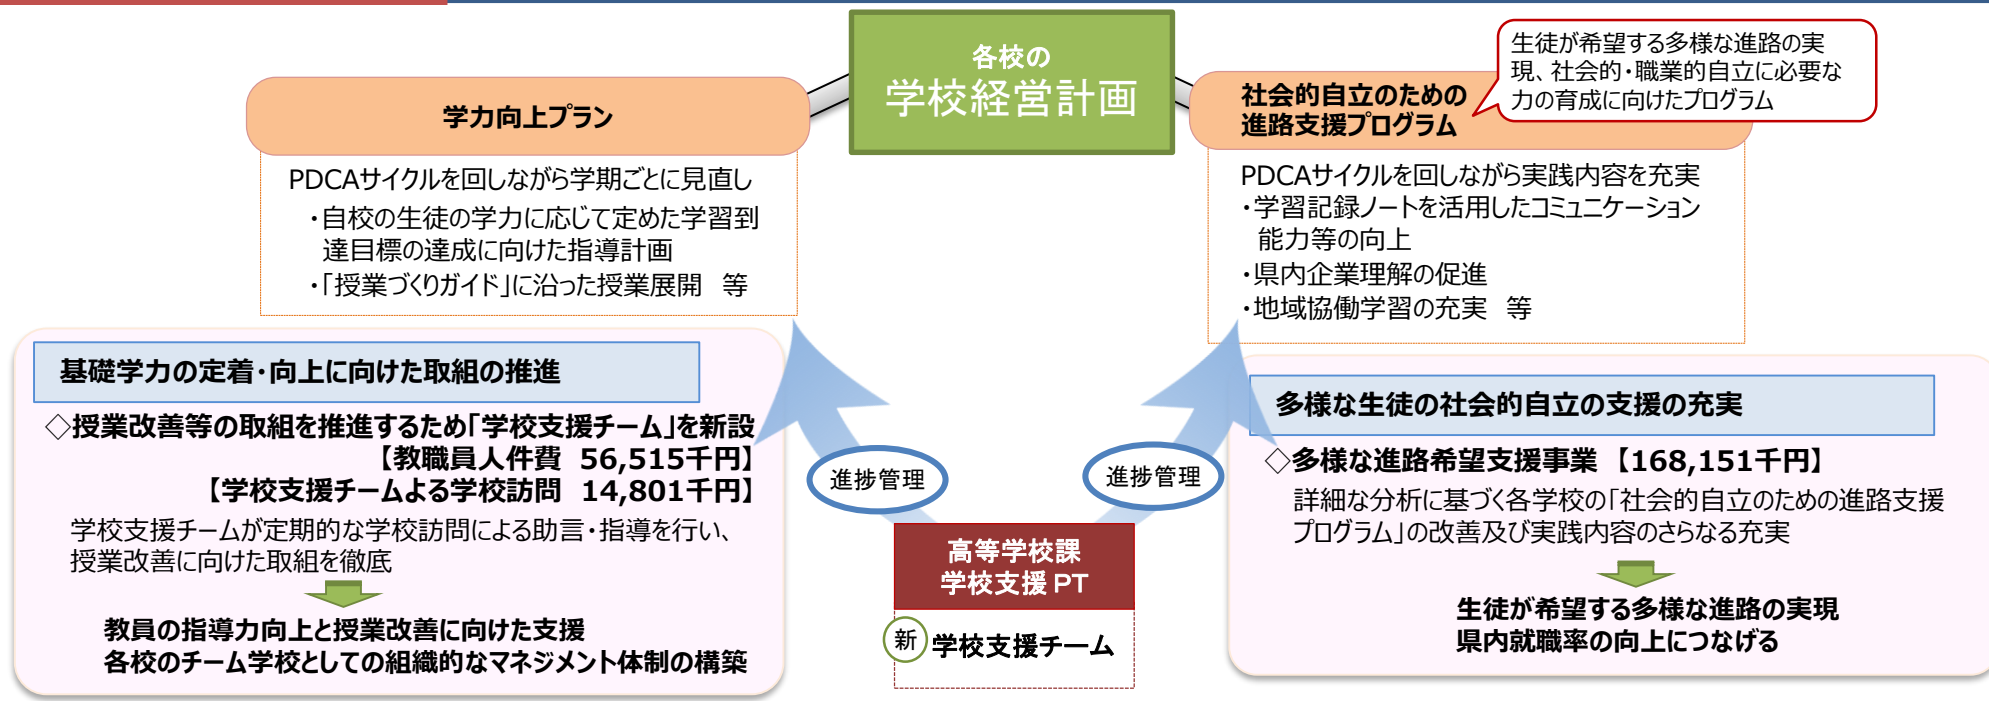 各校の
学校経営計画
学力向上プラン
PDCAサイクルを回しながら学期ごとに見直し
・自校の生徒の学力に応じて定めた学習到
達目標の達成に向けた指導計画
・「授業づくりガイド」に沿った授業展開　等
社会的自立のための
進路支援プログラム
生徒が希望する多様な進路の実
現、社会的・職業的自立に必要な
力の育成に向けたプログラム
PDCAサイクルを回しながら実践内容を充実
・学習記録ノートを活用したコミュニケーション
能力等の向上
・県内企業理解の促進
・地域協働学習の充実　等
基礎学力の定着・向上に向けた取組の推進
◇授業改善等の取組を推進するため「学校支援チーム」を新設
【教職員人件費 56,515千円】
【学校支援チームよる学校訪問 14,801千円】
学校支援チームが定期的な学校訪問による助言・指導を行い、
授業改善に向けた取組を徹底
教員の指導力向上と授業改善に向けた支援
各校のチーム学校としての組織的なマネジメント体制の構築
進捗管理
進捗管理
高等学校課
学校支援PT
新 学校支援チーム
多様な生徒の社会的自立の支援の充実
◇多様な進路希望支援事業 【168,151千円】
詳細な分析に基づく各学校の「社会的自立のための進路支援
プログラム」の改善及び実践内容のさらなる充実
生徒が希望する多様な進路の実現
県内就職率の向上につなげる